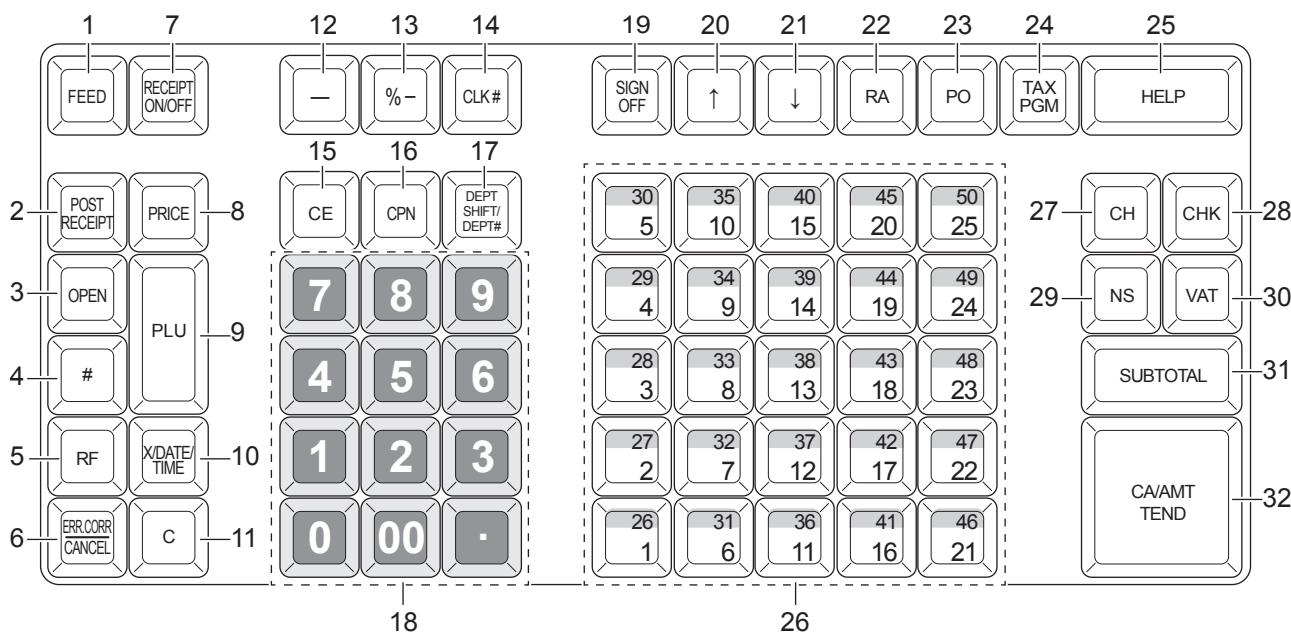 1 7 12 13 14 19 20 21 22 23 24 25
FEED RECEIPT ON/OFF — %– CLK# SIGN OFF ↑ ↓ RA PO TAX PGM HELP
15 16 17
2 POST RECEIPT PRICE 8 CE CPN DEPT SHIFT/ DEPT# 30 5 35 10 40 15 45 20 50 25 27 CH CHK 28
3 OPEN PLU 9 7 8 9 29 4 34 9 39 14 44 19 49 24 29 NS VAT 30
4 # 4 5 6 28 3 33 8 38 13 43 18 48 23 SUBTOTAL 31
5 RF X/DATE/ TIME 10 1 2 3 27 2 32 7 37 12 42 17 47 22 CA/AMT TEND 32
6 ERR.CORR CANCEL C 11 0 00 · 26 1 31 6 36 11 41 16 46 21
18 26